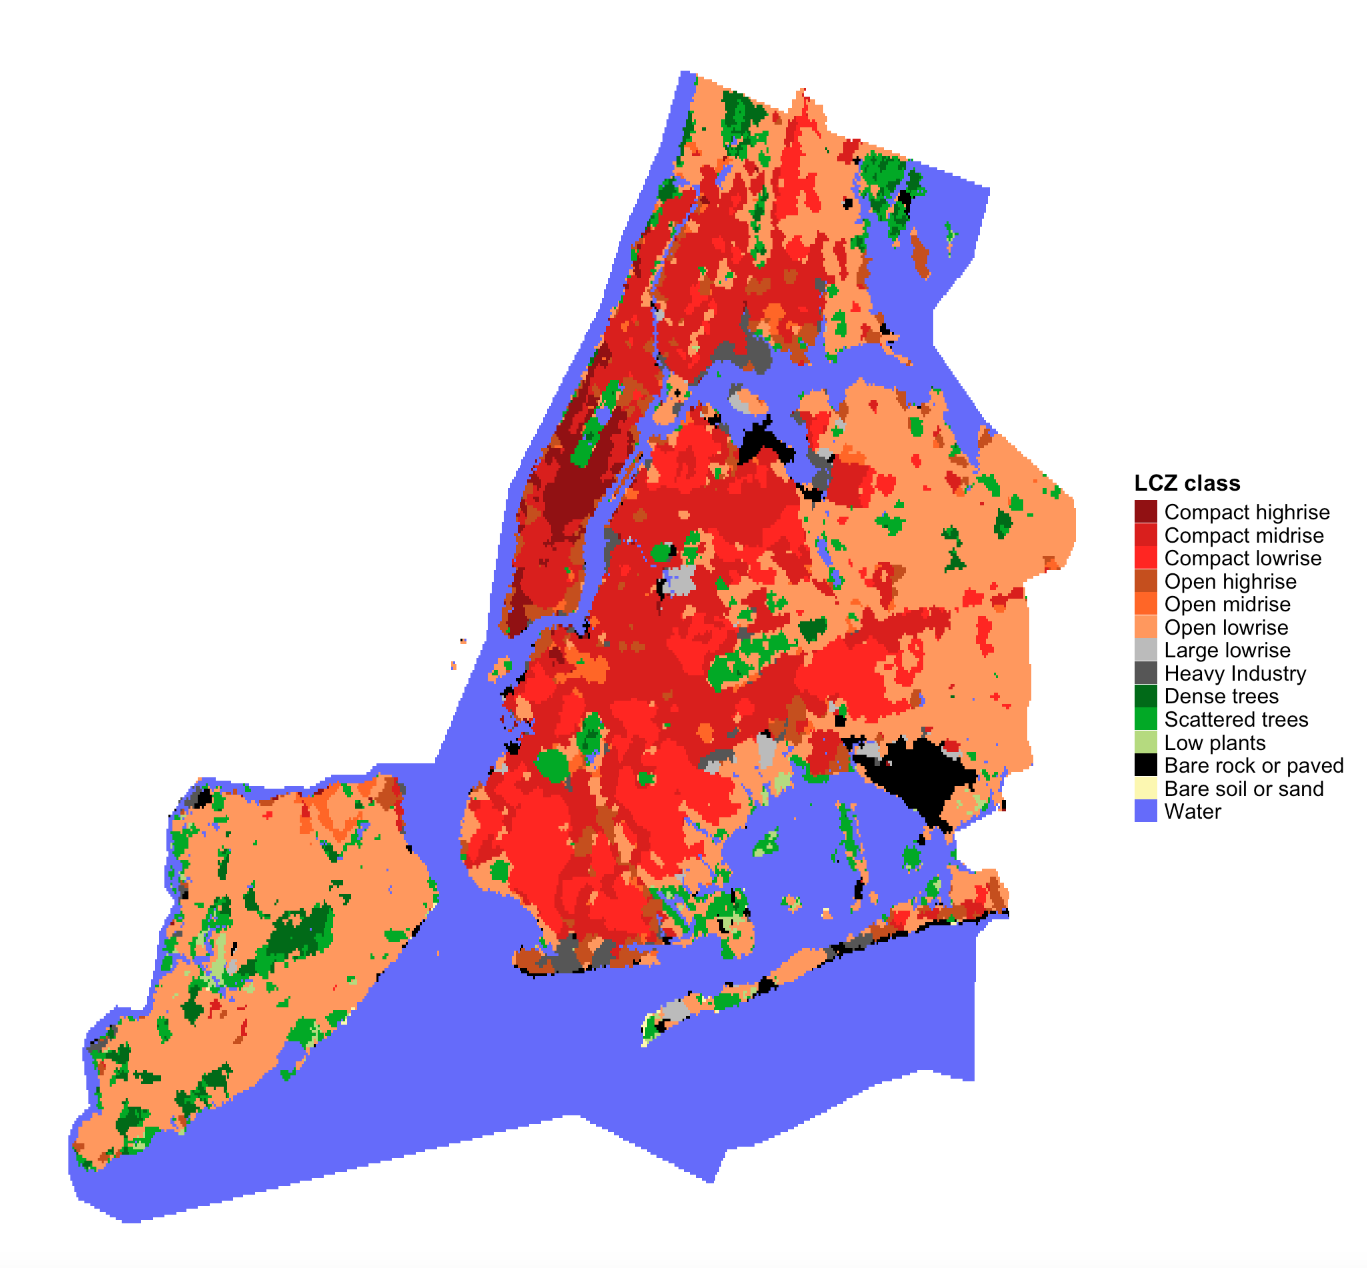 LCZ class
Compact highrise
Compact midrise
Compact lowrise
Open highrise
Open midrise
Open lowrise
Large lowrise
Heavy Industry
Dense trees
Scattered trees
Low plants
Bare rock or paved
Bare soil or sand
Water